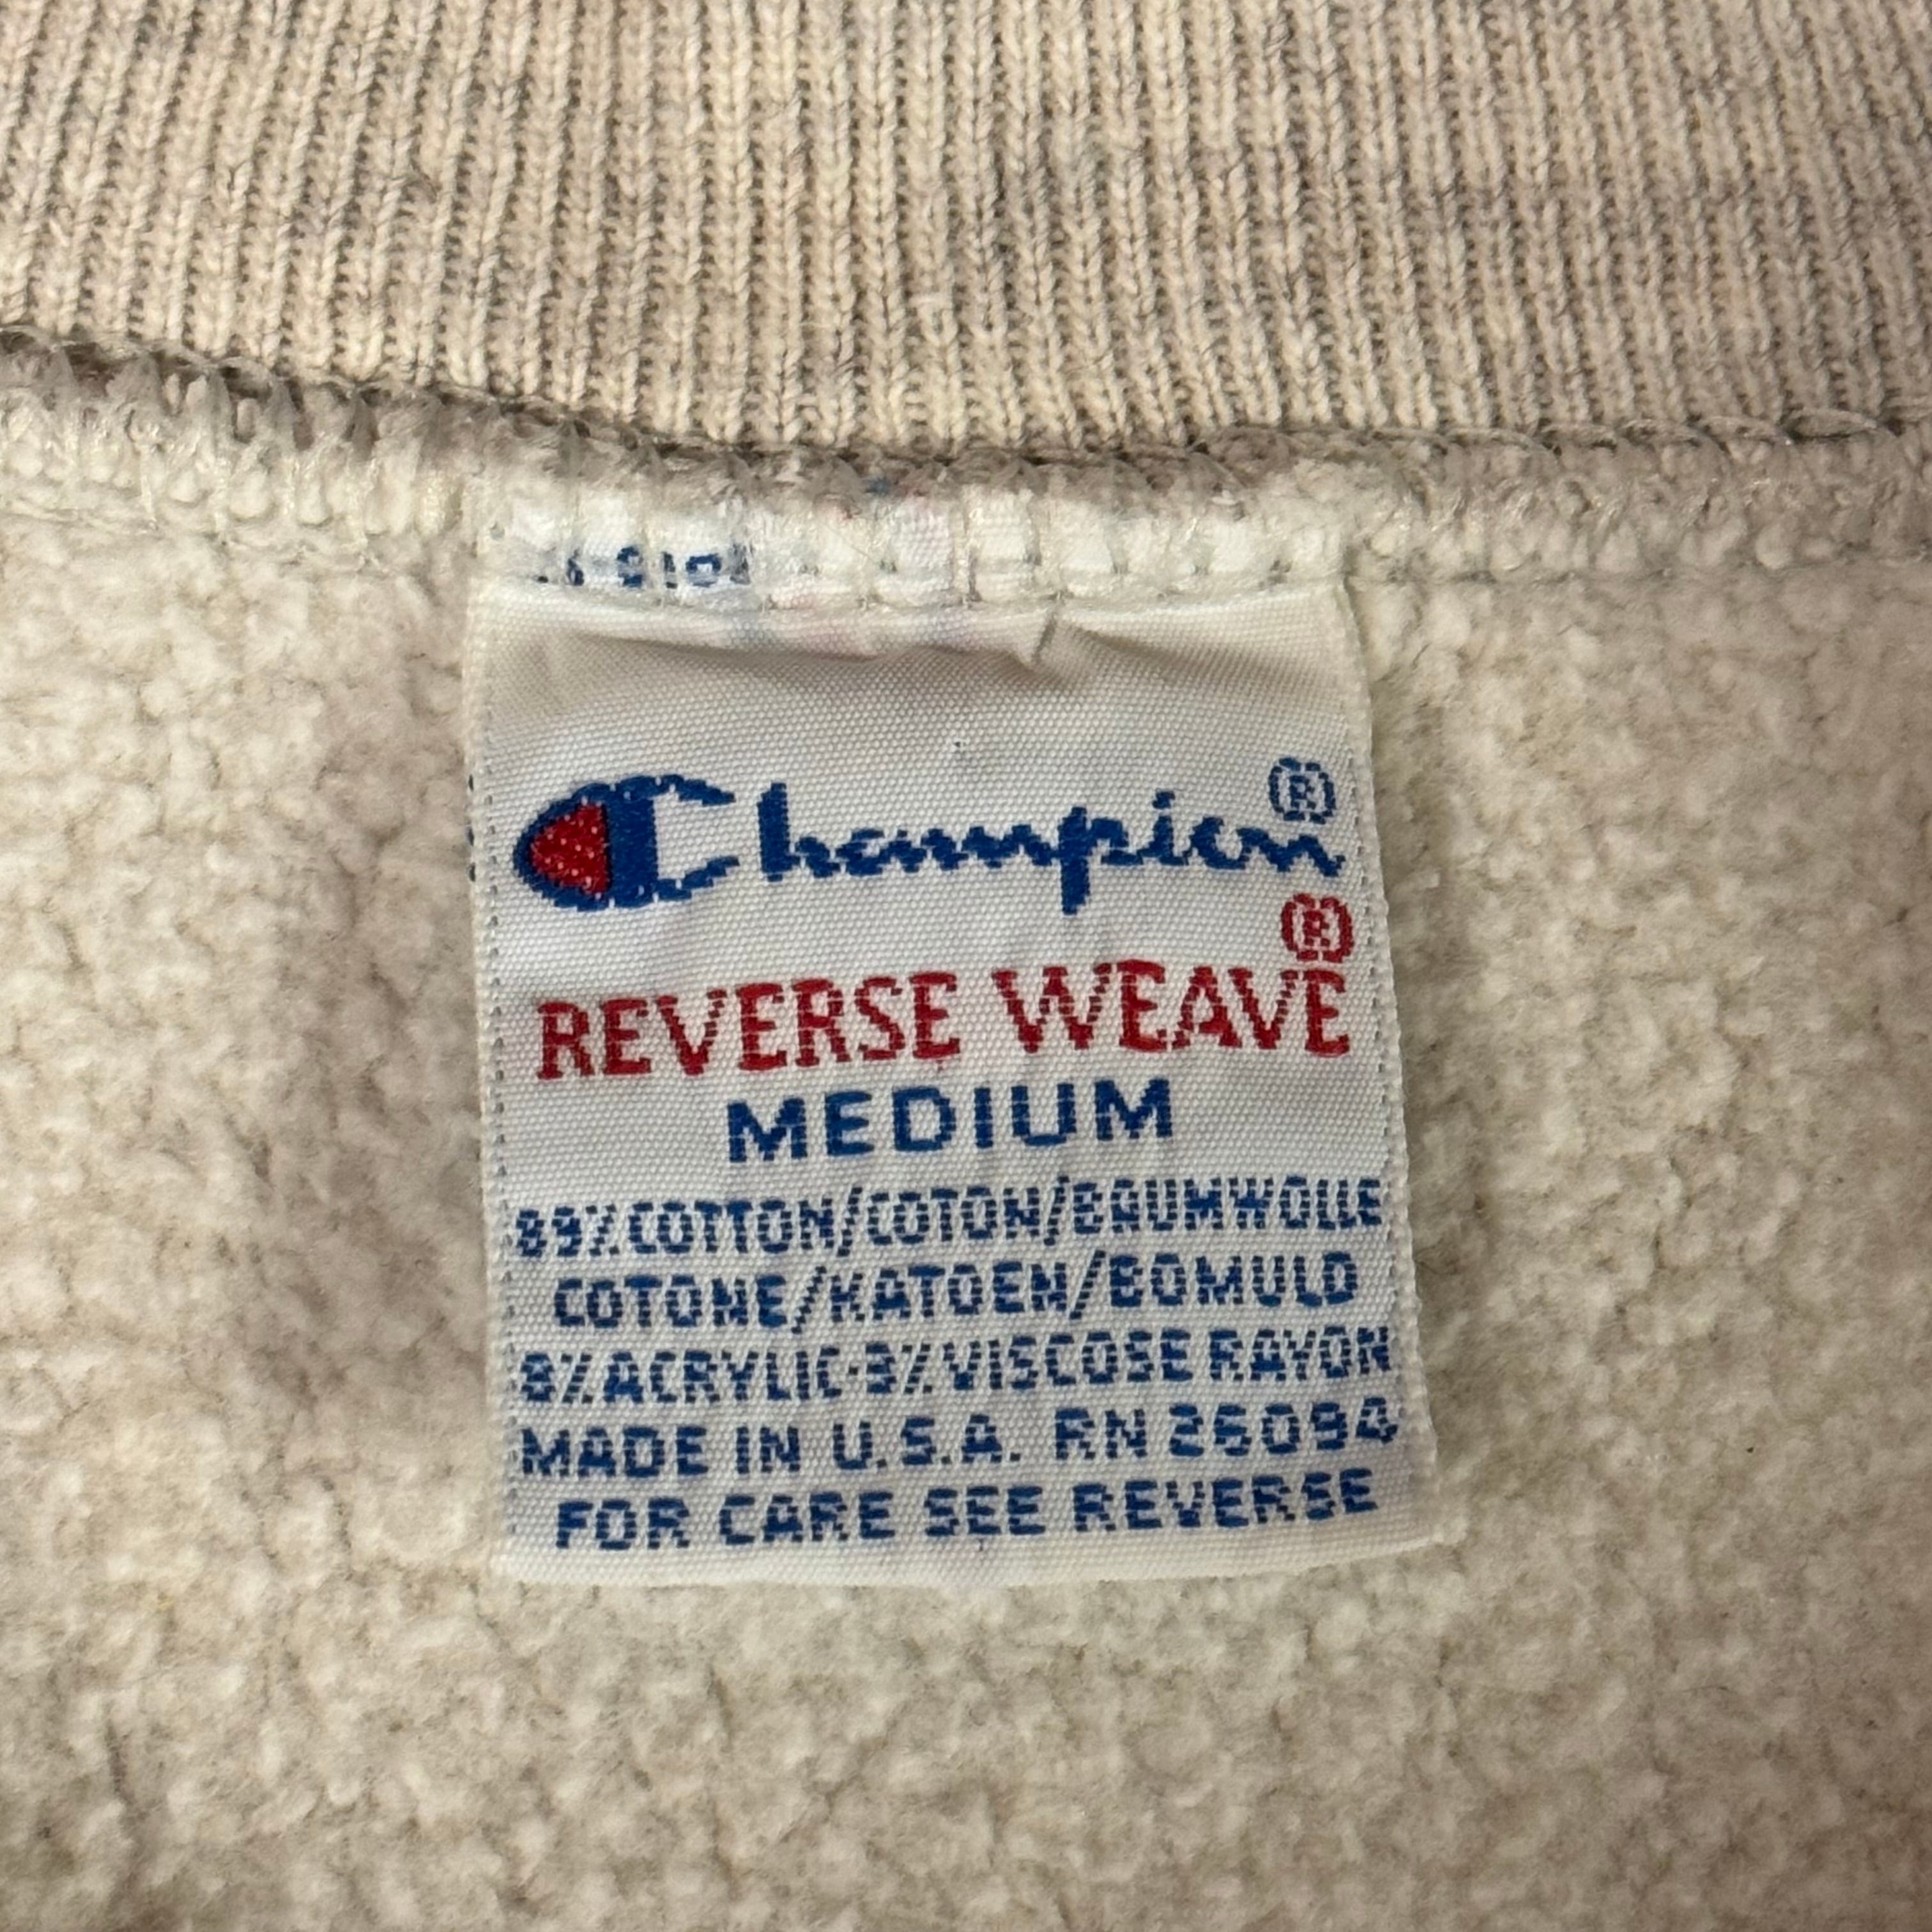 Champion®
REVERSE WEAVE®
MEDIUM
89%COTTON/COTON/BAUMWOLLE
COTONE/KATOEN/BOMULD
8%ACRYLIC·3%VISCOSE RAYON
MADE IN U.S.A. RN 26094
FOR CARE SEE REVERSE